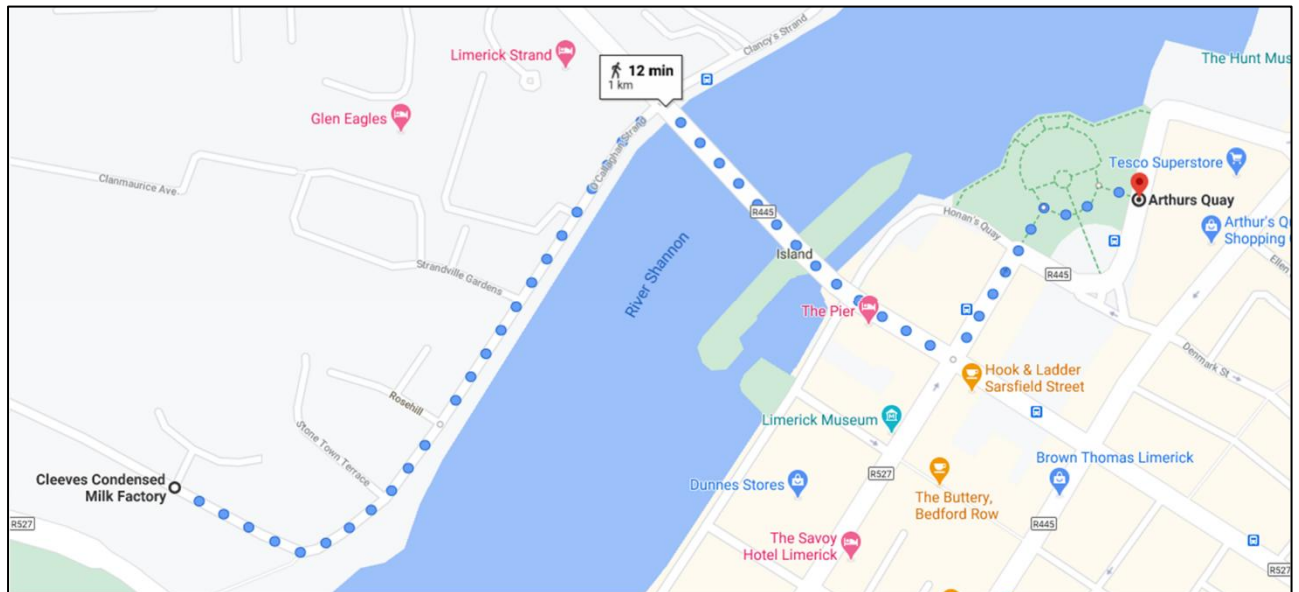 Clancy's Strand
Limerick Strand
12 min
1 km
The Hunt Mus
Glen Eagles
O'Callaghan Strand
Tesco Superstore
Clanmaurice Ave
Arthurs Quay
R445
Honan's Quay
Arthur's Qu
Shopping C
River Shannon
Island
Ellen
Strandville Gardens
R445
The Pier
Denmark St
Hook & Ladder
Sarsfield Street
Rosehill
Limerick Museum
Stone Town Terrace
Brown Thomas Limerick
Cleeves Condensed
Milk Factory
Dunnes Stores
R527
The Buttery,
Bedford Row
R527
R445
The Savoy
Hotel Limerick
R527